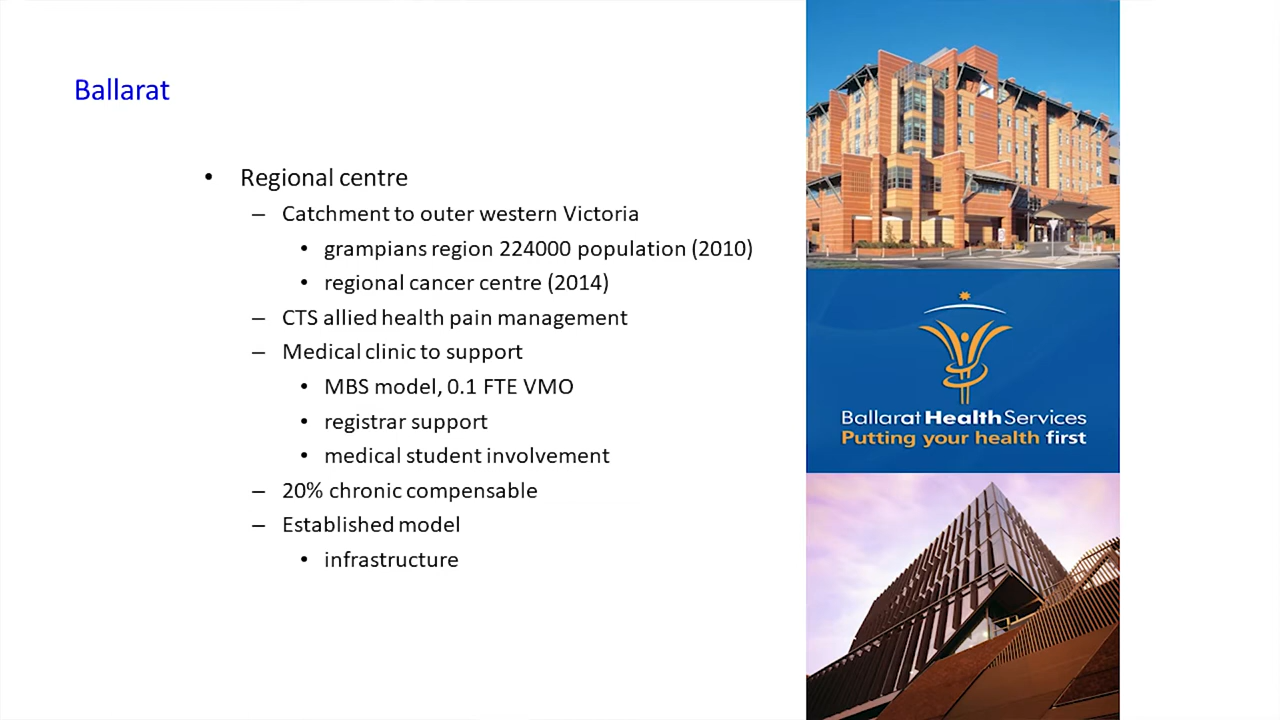 Ballarat
• Regional centre
– Catchment to outer western Victoria
• grampians region 224000 population (2010)
• regional cancer centre (2014)
– CTS allied health pain management
– Medical clinic to support
• MBS model, 0.1 FTE VMO
• registrar support
• medical student involvement
– 20% chronic compensable
– Established model
• infrastructure
Ballarat Health Services
Putting your health first